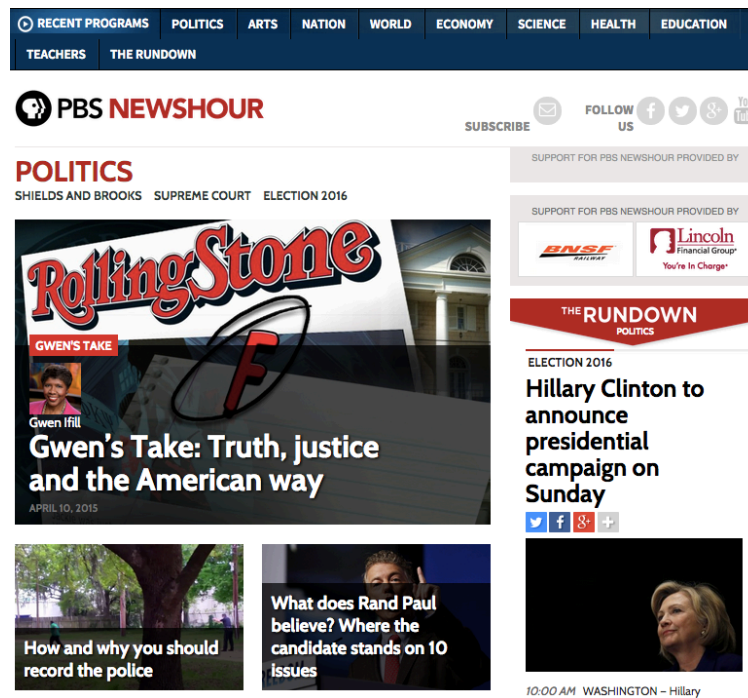 RECENT PROGRAMS POLITICS ARTS NATION WORLD ECONOMY SCIENCE HEALTH EDUCATION
TEACHERS THE RUNDOWN
PBS NEWSHOUR
SUBSCRIBE
FOLLOW
US
POLITICS
SHIELDS AND BROOKS SUPREME COURT ELECTION 2016
RollingStone
F
GWEN'S TAKE
Gwen Ifill
Gwen's Take: Truth, justice
and the American way
APRIL 10, 2015
How and why you should
record the police
What does Rand Paul
believe? Where the
candidate stands on 10
issues
SUPPORT FOR PBS NEWSHOUR PROVIDED BY
SUPPORT FOR PBS NEWSHOUR PROVIDED BY
BNSF
RAILWAY
Lincoln
Financial Group®
You're In Charge®
THE RUNDOWN
POLITICS
ELECTION 2016
Hillary Clinton to
announce
presidential
campaign on
Sunday
10:00 AM WASHINGTON – Hillary